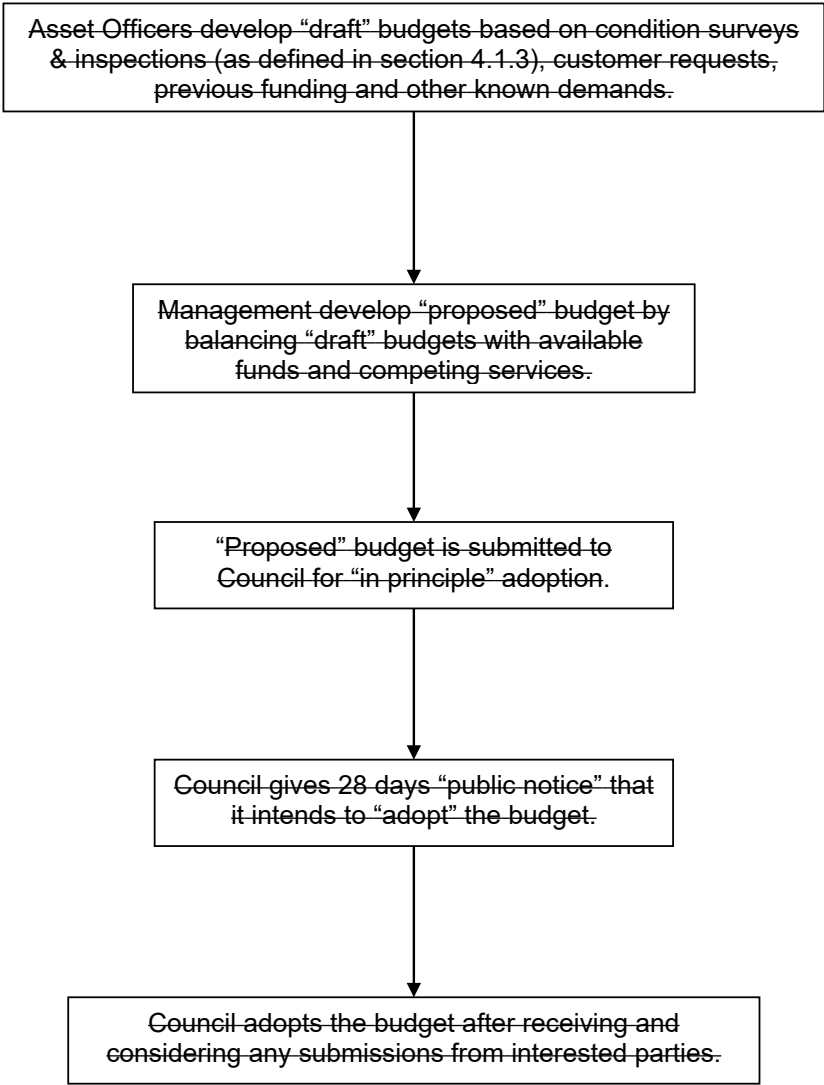 Asset Officers develop “draft” budgets based on condition surveys
& inspections (as defined in section 4.1.3), customer requests,
previous funding and other known demands.
Management develop “proposed” budget by
balancing “draft” budgets with available
funds and competing services.
“Proposed” budget is submitted to
Council for “in principle” adoption.
Council gives 28 days “public notice” that
it intends to “adopt” the budget.
Council adopts the budget after receiving and
considering any submissions from interested parties.